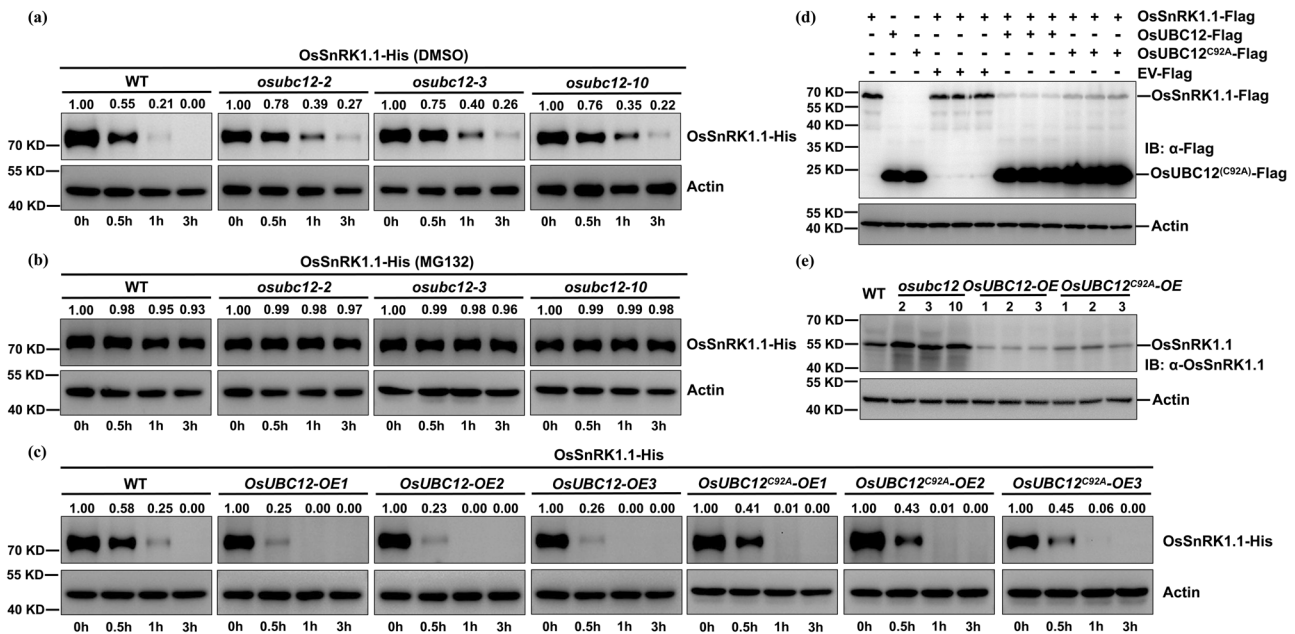 (a)
OsSnRK1.1-His (DMSO)
WT osubc12-2 osubc12-3 osubc12-10
1.00 0.55 0.21 0.00 1.00 0.78 0.39 0.27 1.00 0.75 0.40 0.26 1.00 0.76 0.35 0.22
70 KD OsSnRK1.1-His
55 KD
40 KD Actin
0h 0.5h 1h 3h 0h 0.5h 1h 3h 0h 0.5h 1h 3h 0h 0.5h 1h 3h
(b)
OsSnRK1.1-His (MG132)
WT osubc12-2 osubc12-3 osubc12-10
1.00 0.98 0.95 0.93 1.00 0.99 0.98 0.97 1.00 0.99 0.98 0.96 1.00 0.99 0.99 0.98
70 KD OsSnRK1.1-His
55 KD
40 KD Actin
0h 0.5h 1h 3h 0h 0.5h 1h 3h 0h 0.5h 1h 3h 0h 0.5h 1h 3h
(c)
OsSnRK1.1-His
WT OsUBC12-OE1 OsUBC12-OE2 OsUBC12-OE3 OsUBC12C92A-OE1 OsUBC12C92A-OE2 OsUBC12C92A-OE3
1.00 0.58 0.25 0.00 1.00 0.25 0.00 0.00 1.00 0.23 0.00 0.00 1.00 0.26 0.00 0.00 1.00 0.41 0.01 0.00 1.00 0.43 0.01 0.00 1.00 0.45 0.06 0.00
70 KD OsSnRK1.1-His
55 KD
40 KD Actin
0h 0.5h 1h 3h 0h 0.5h 1h 3h 0h 0.5h 1h 3h 0h 0.5h 1h 3h 0h 0.5h 1h 3h 0h 0.5h 1h 3h 0h 0.5h 1h 3h
(d)
+ - - + + + + + + + + + OsSnRK1.1-Flag
- + - - - - + + + - - - OsUBC12-Flag
- - + - - - - - - + + + OsUBC12C92A-Flag
- - - + + + - - - - - - EV-Flag
70 KD OsSnRK1.1-Flag
55 KD
40 KD
35 KD IB: α-Flag
25 KD OsUBC12(C92A)-Flag
55 KD
40 KD Actin
(e)
WT osubc12 OsUBC12-OE OsUBC12C92A-OE
2 3 10 1 2 3 1 2 3
70 KD
55 KD OsSnRK1.1
40 KD IB: α-OsSnRK1.1
55 KD
40 KD Actin